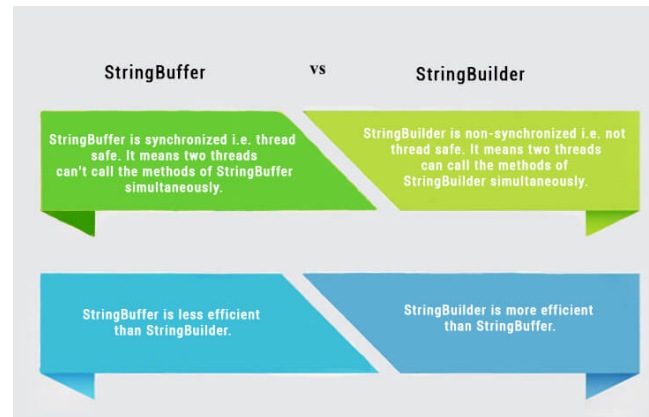 StringBuffer vs StringBuilder
StringBuffer is synchronized i.e. thread
safe. It means two threads
can't call the methods of StringBuffer
simultaneously.
StringBuilder is non-synchronized i.e. not
thread safe. It means two threads
can call the methods of
StringBuilder simultaneously.
StringBuffer is less efficient
than StringBuilder.
StringBuilder is more efficient
than StringBuffer.